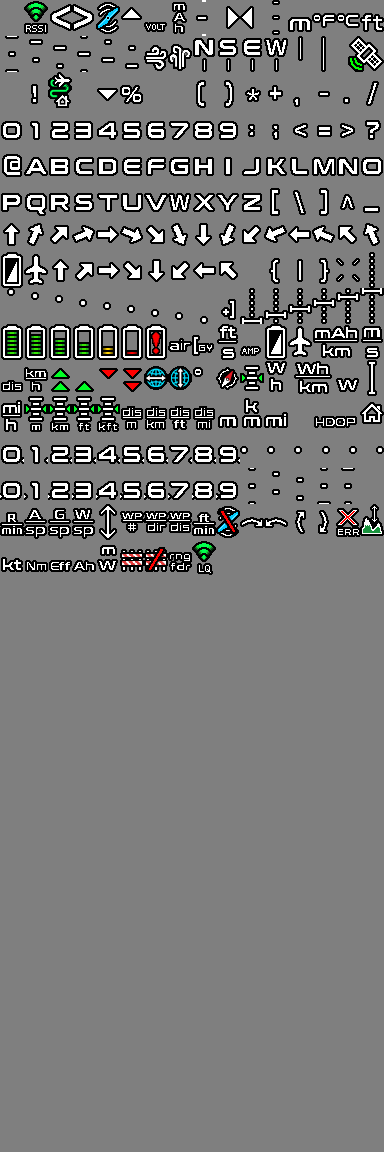 RSSI VOLT mAh m°F°Cft
N S E W
! % ( ) * + , - . /
0 1 2 3 4 5 6 7 8 9 : ; < = > ?
@ A B C D E F G H I J K L M N O
P Q R S T U V W X Y Z [ \ ] ^ _
{ | }
+]
air [GV ft/s AMP mAh/km m/s
dis km/h ° Wh Wh/km W
mi/h m km ft kft dis/m dis/km dis/ft dis/mi m km mi HDOP
0. 1. 2. 3. 4. 5. 6. 7. 8. 9.
.0 .1 .2 .3 .4 .5 .6 .7 .8 .9
R/min A/sp G/sp W/sp WP/# WP/dir WP/dis ft/min ERR
kt Nm Eff Ah mW rng fdr LQ